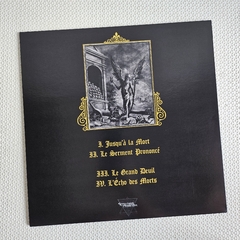 I. Jusqu'à la Mort
II. Le Serment Prononcé
III. Le Grand Deuil
IV. L'Écho des Morts